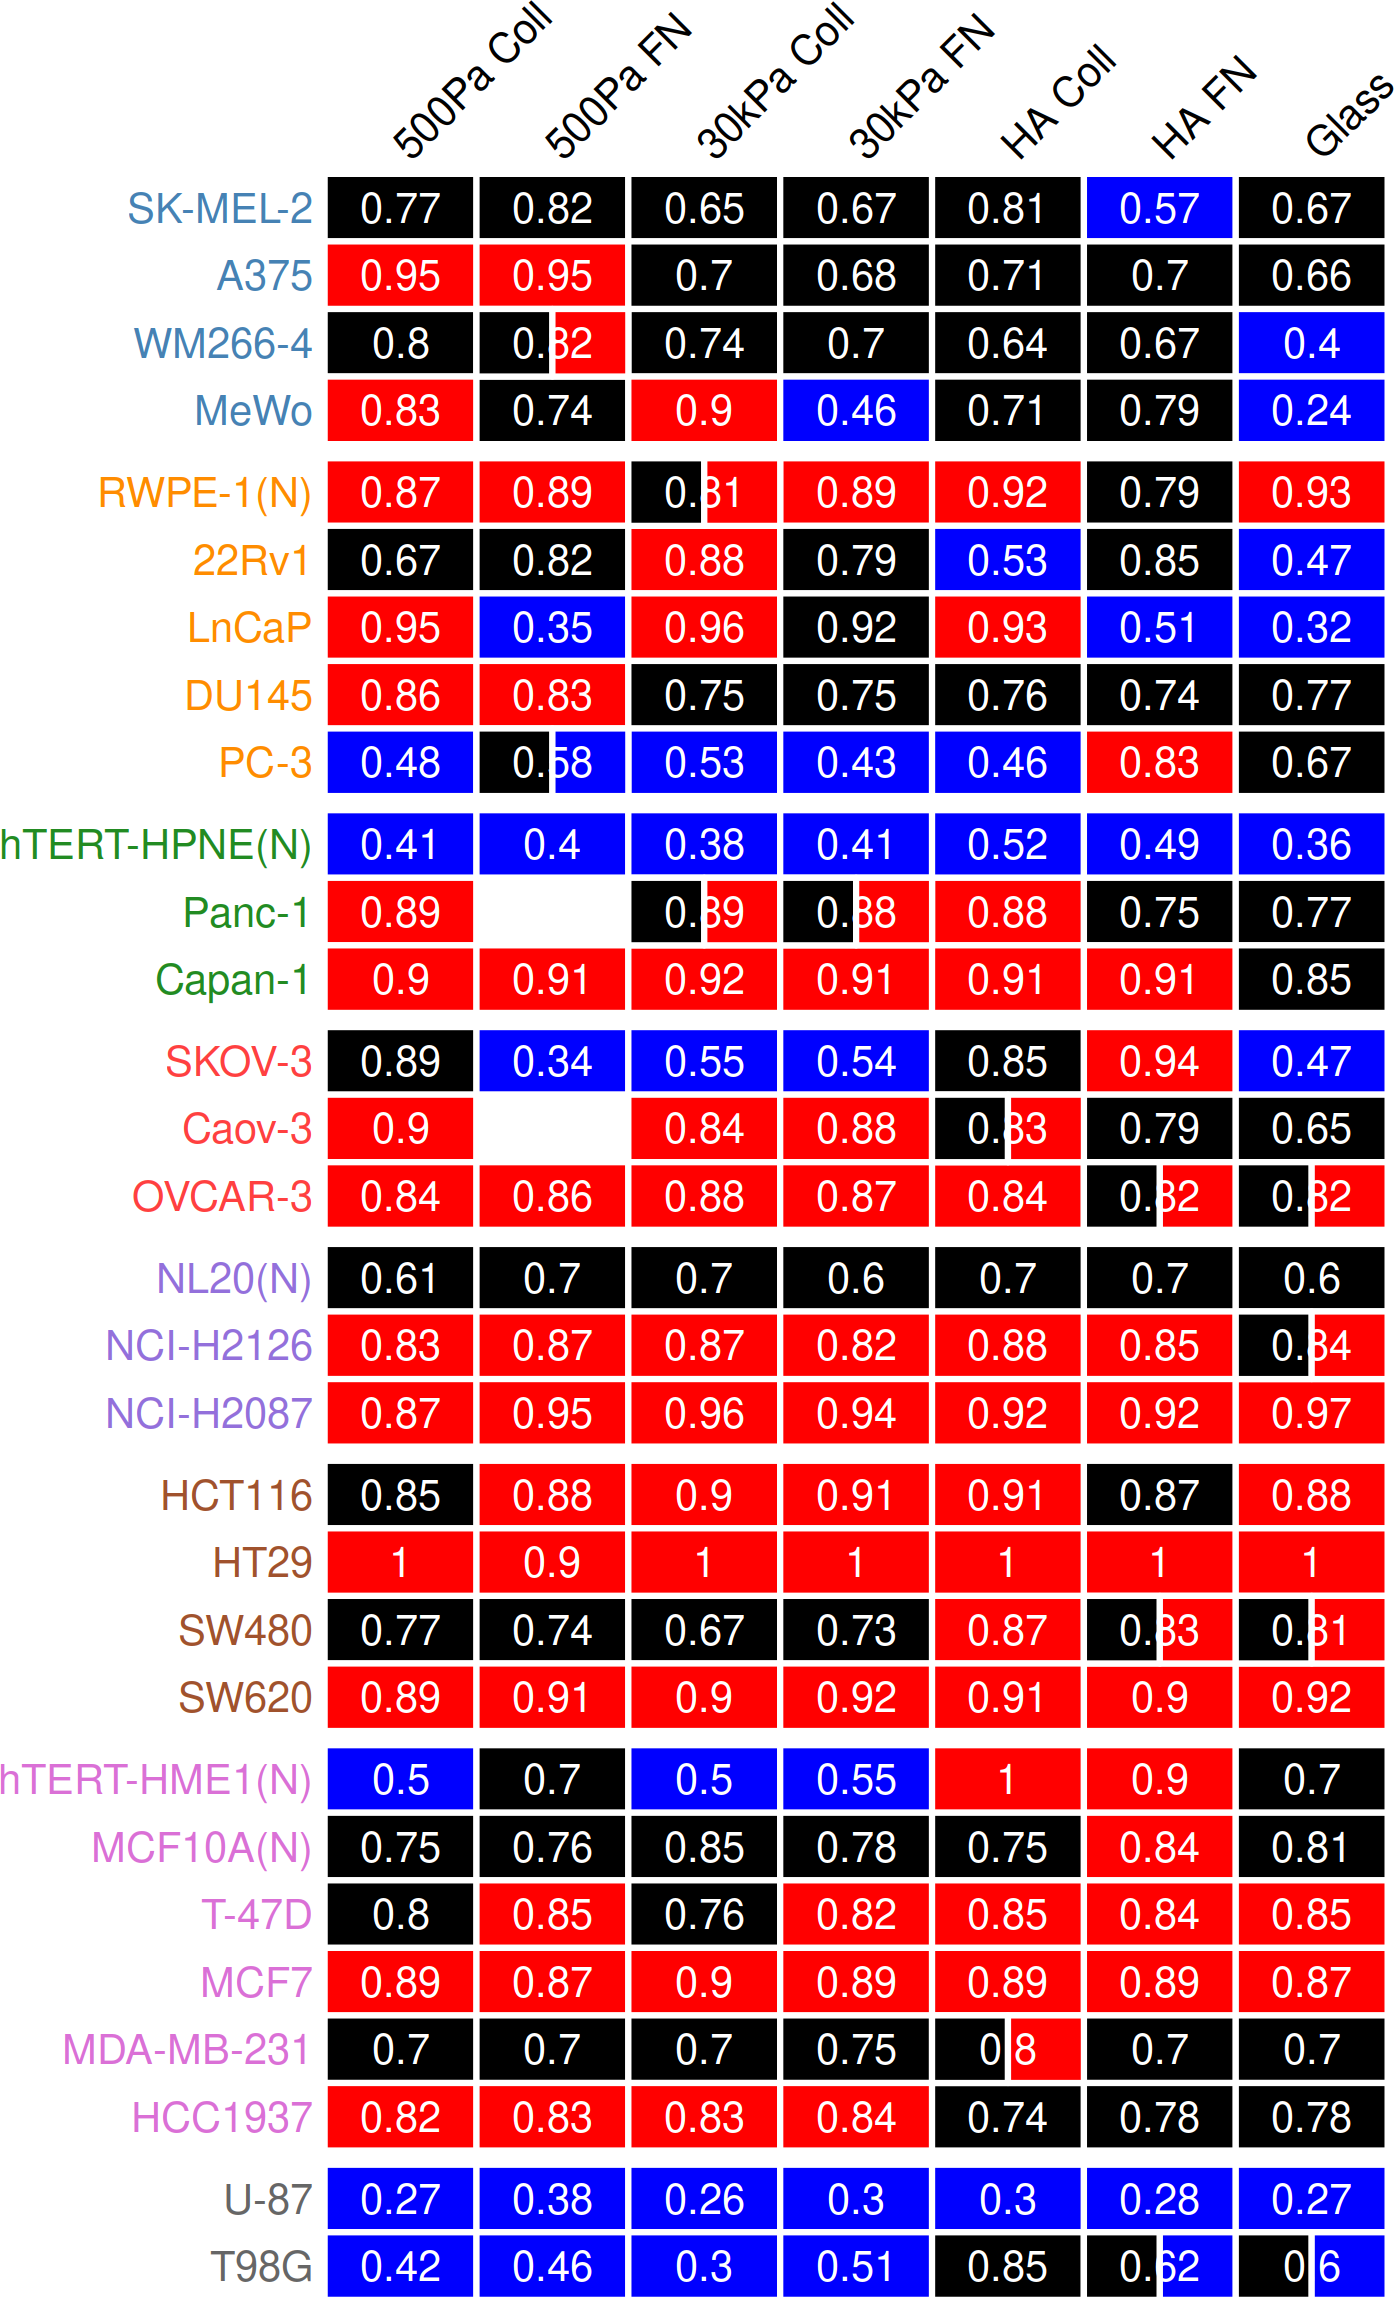 500Pa Coll 500Pa FN 30kPa Coll 30kPa FN HA Coll HA FN Glass
SK-MEL-2 0.77 0.82 0.65 0.67 0.81 0.57 0.67
A375 0.95 0.95 0.7 0.68 0.71 0.7 0.66
WM266-4 0.8 0.82 0.74 0.7 0.64 0.67 0.4
MeWo 0.83 0.74 0.9 0.46 0.71 0.79 0.24
RWPE-1(N) 0.87 0.89 0.81 0.89 0.92 0.79 0.93
22Rv1 0.67 0.82 0.88 0.79 0.53 0.85 0.47
LnCaP 0.95 0.35 0.96 0.92 0.93 0.51 0.32
DU145 0.86 0.83 0.75 0.75 0.76 0.74 0.77
PC-3 0.48 0.58 0.53 0.43 0.46 0.83 0.67
hTERT-HPNE(N) 0.41 0.4 0.38 0.41 0.52 0.49 0.36
Panc-1 0.89 0.89 0.88 0.88 0.75 0.77
Capan-1 0.9 0.91 0.92 0.91 0.91 0.91 0.85
SKOV-3 0.89 0.34 0.55 0.54 0.85 0.94 0.47
Caov-3 0.9 0.84 0.88 0.83 0.79 0.65
OVCAR-3 0.84 0.86 0.88 0.87 0.84 0.82 0.82
NL20(N) 0.61 0.7 0.7 0.6 0.7 0.7 0.6
NCI-H2126 0.83 0.87 0.87 0.82 0.88 0.85 0.84
NCI-H2087 0.87 0.95 0.96 0.94 0.92 0.92 0.97
HCT116 0.85 0.88 0.9 0.91 0.91 0.87 0.88
HT29 1 0.9 1 1 1 1 1
SW480 0.77 0.74 0.67 0.73 0.87 0.83 0.81
SW620 0.89 0.91 0.9 0.92 0.91 0.9 0.92
hTERT-HME1(N) 0.5 0.7 0.5 0.55 1 0.9 0.7
MCF10A(N) 0.75 0.76 0.85 0.78 0.75 0.84 0.81
T-47D 0.8 0.85 0.76 0.82 0.85 0.84 0.85
MCF7 0.89 0.87 0.9 0.89 0.89 0.89 0.87
MDA-MB-231 0.7 0.7 0.7 0.75 0.8 0.7 0.7
HCC1937 0.82 0.83 0.83 0.84 0.74 0.78 0.78
U-87 0.27 0.38 0.26 0.3 0.3 0.28 0.27
T98G 0.42 0.46 0.3 0.51 0.85 0.62 0.6